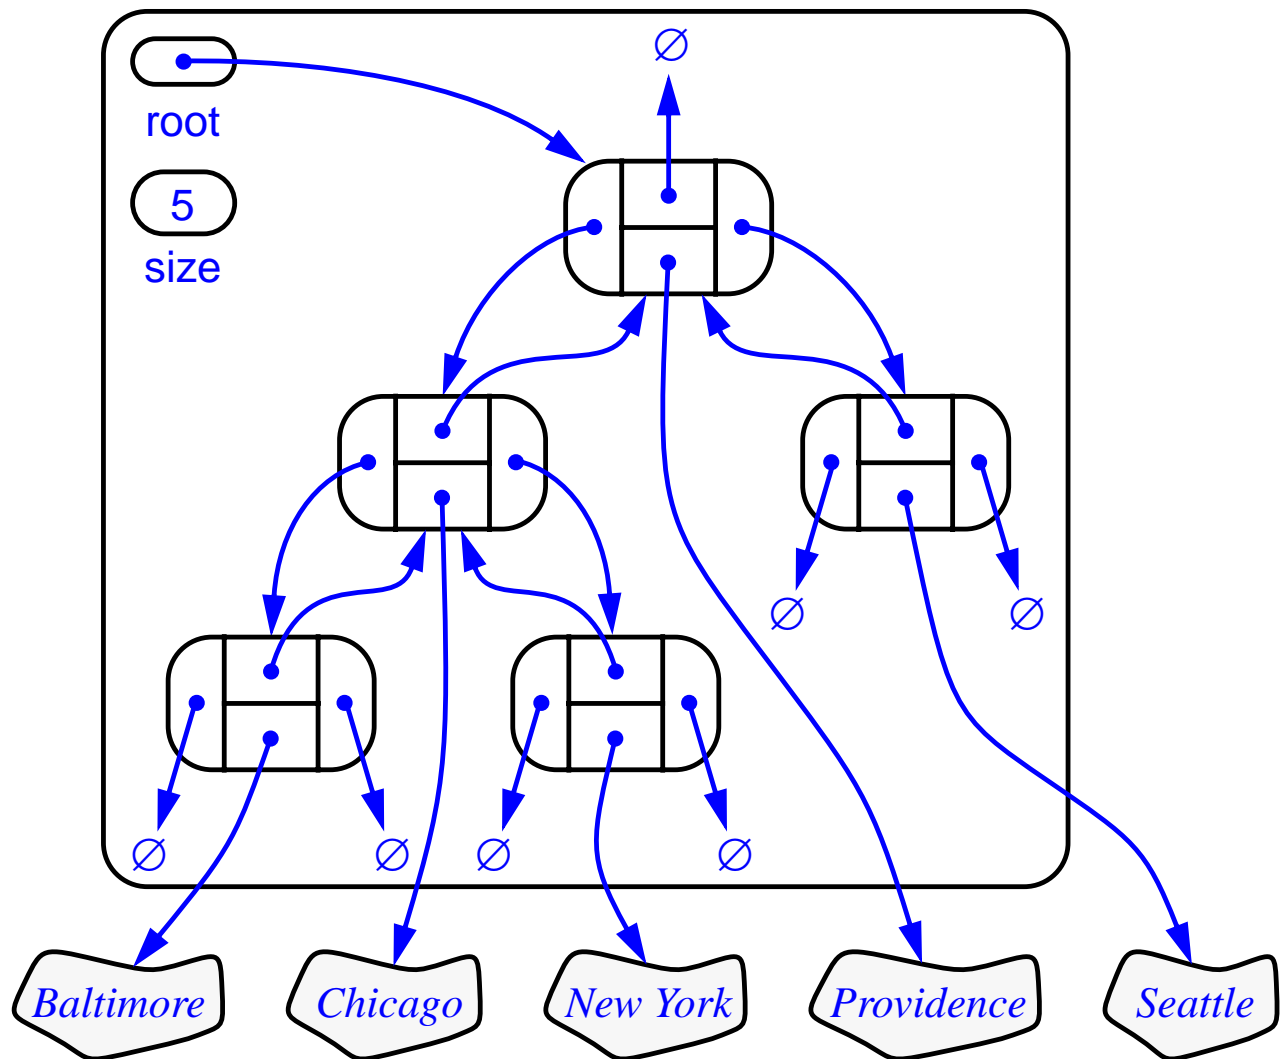 ∅
root
5
size
∅ ∅
∅ ∅ ∅ ∅
Baltimore Chicago New York Providence Seattle